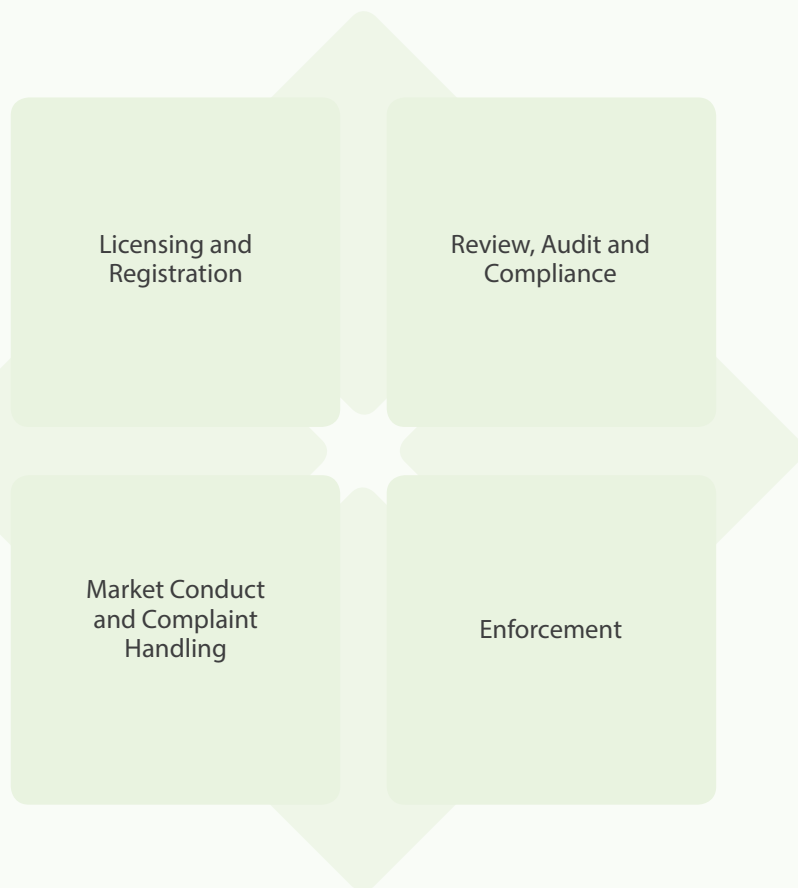 Licensing and
Registration
Review, Audit and
Compliance
Market Conduct
and Complaint
Handling
Enforcement